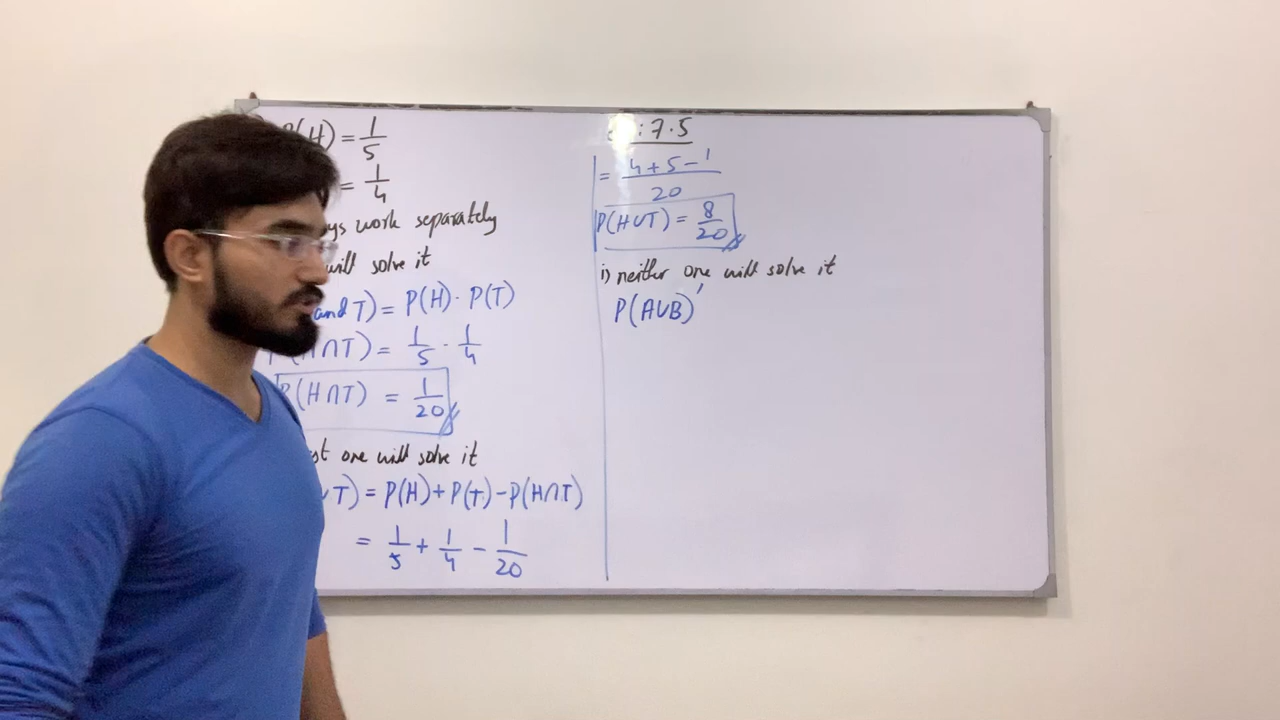 P(H) = 1/5
= 1/4
work separately
will solve it
and T) = P(H) · P(T)
P(H∩T) = 1/5 · 1/4
P(H∩T) = 1/20
one will solve it
T) = P(H) + P(T) - P(H∩T)
= 1/5 + 1/4 - 1/20
: 7.5
= (4+5-1)/20
P(H∪T) = 8/20
neither one will solve it
P(A∪B)'